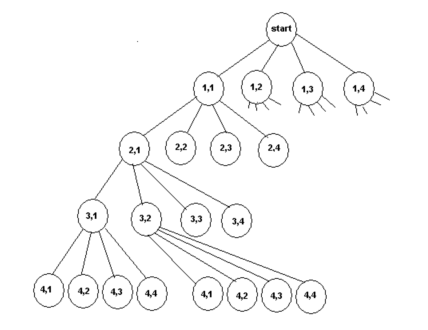 start
1,1 1,2 1,3 1,4
2,1 2,2 2,3 2,4
3,1 3,2 3,3 3,4
4,1 4,2 4,3 4,4 4,1 4,2 4,3 4,4